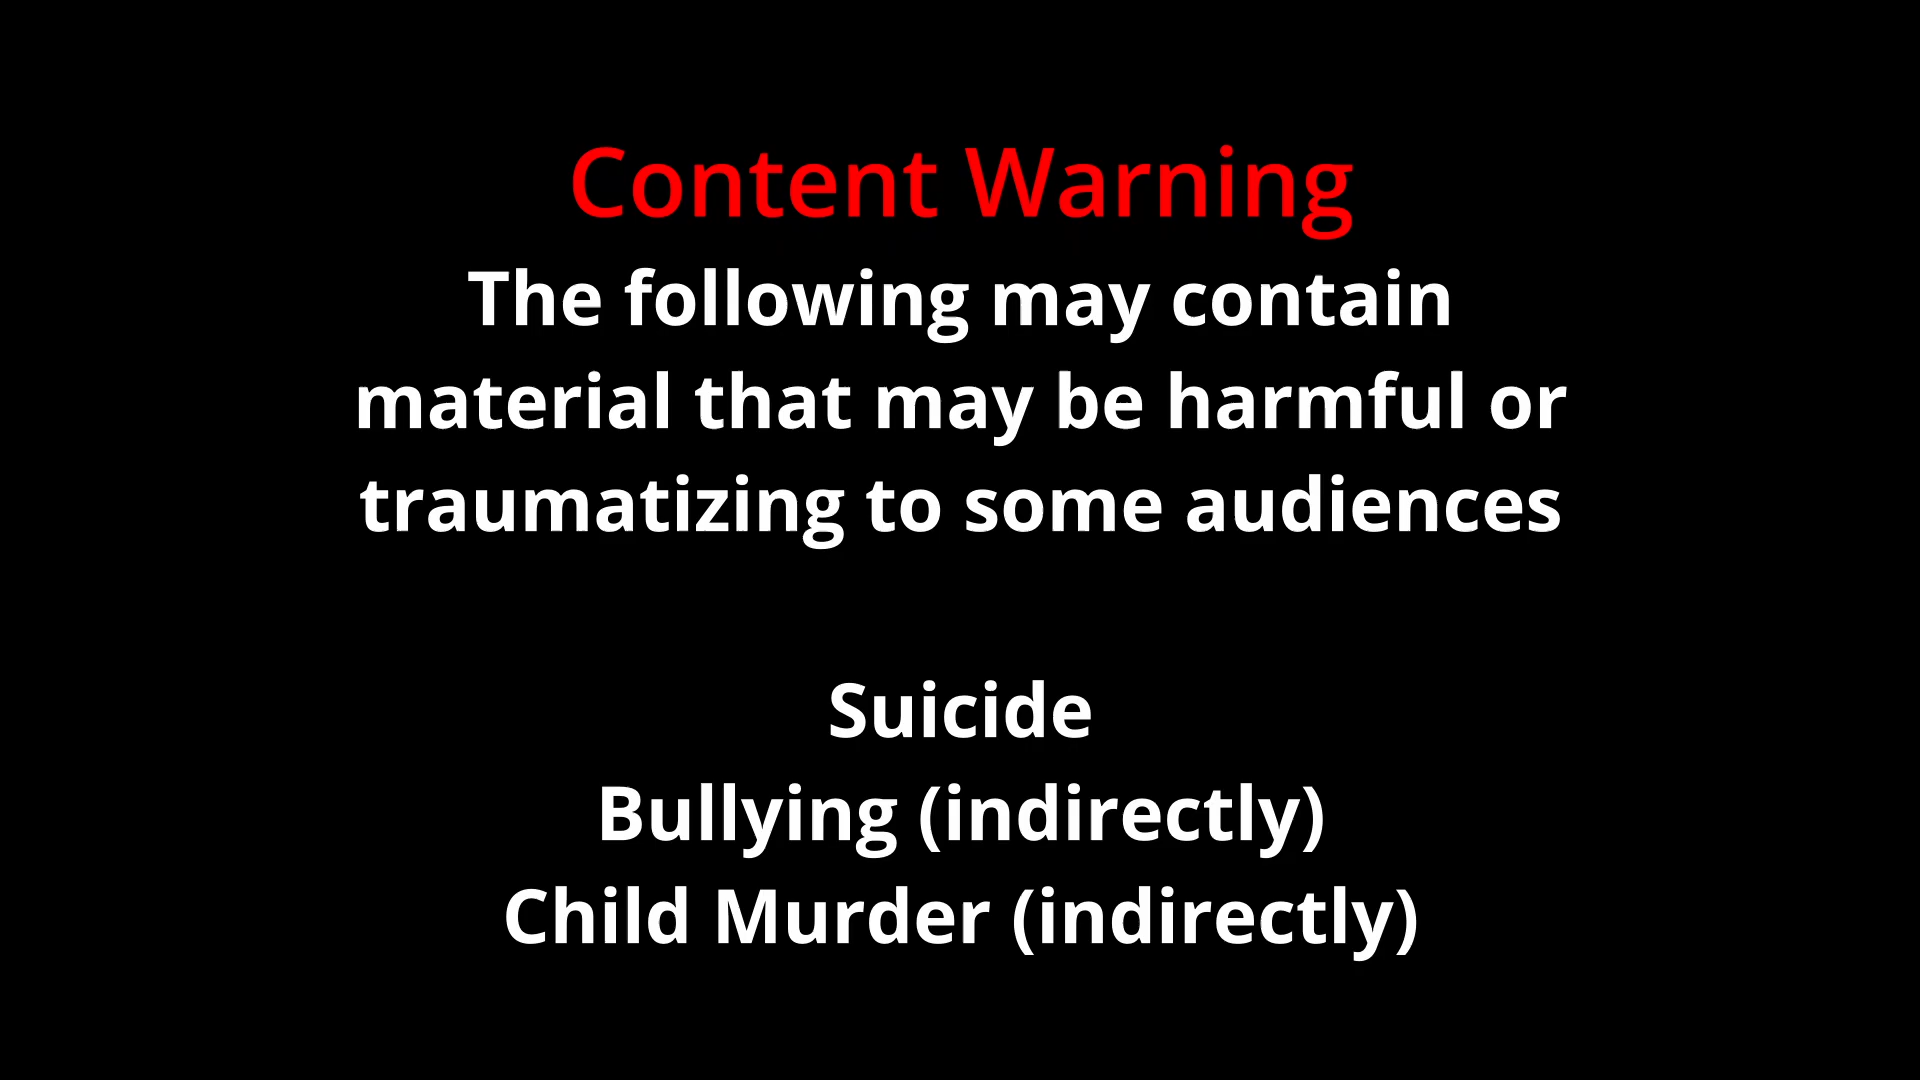 Content Warning
The following may contain
material that may be harmful or
traumatizing to some audiences
Suicide
Bullying (indirectly)
Child Murder (indirectly)